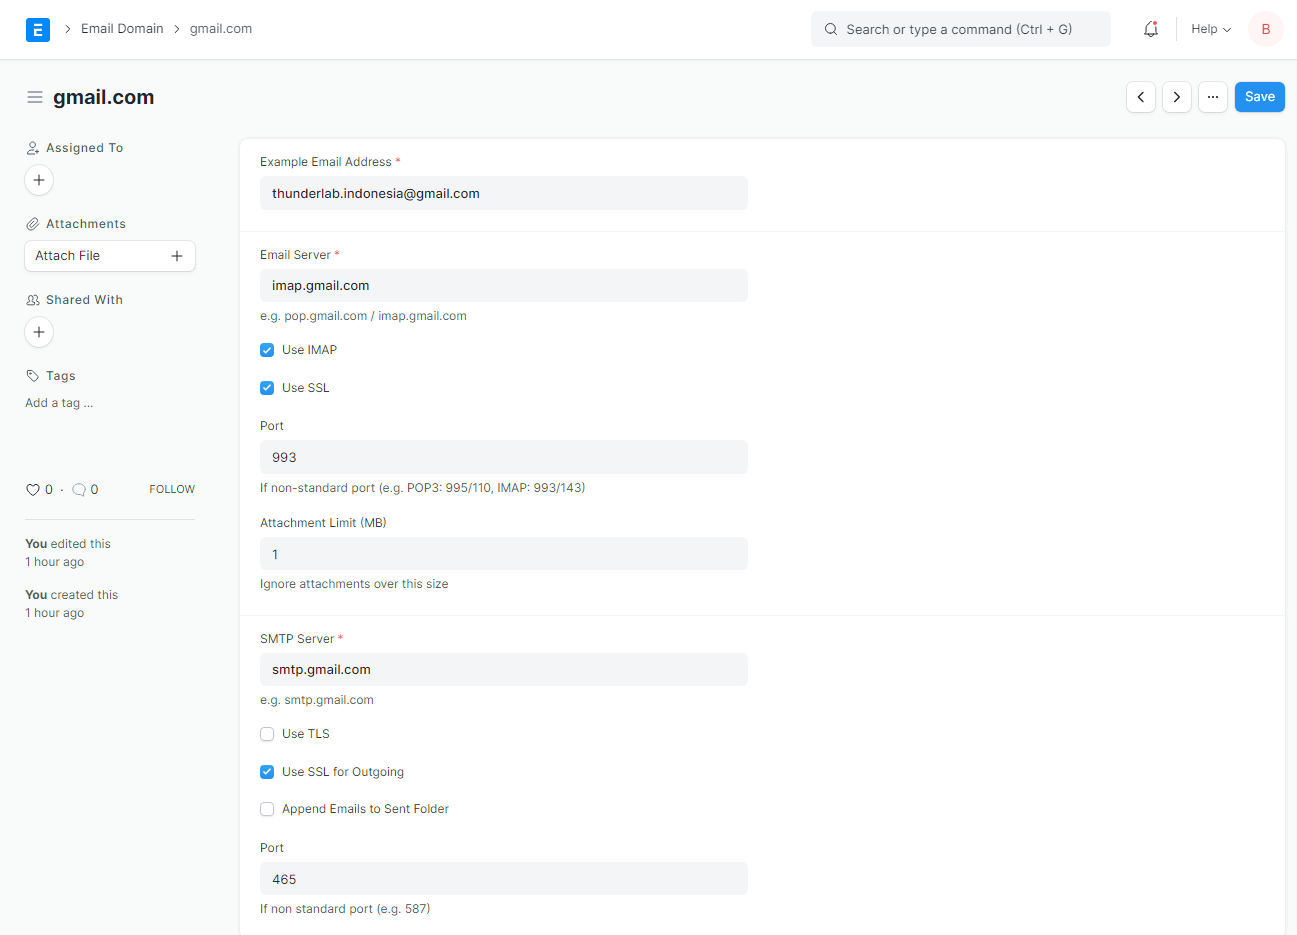 E
Email Domain
gmail.com
Search or type a command (Ctrl + G)
Help
B
gmail.com
...
Save
Assigned To
+
Attachments
Attach File +
Shared With
+
Tags
Add a tag ...
0 · 0 FOLLOW
You edited this
1 hour ago
You created this
1 hour ago
Example Email Address *
thunderlab.indonesia@gmail.com
Email Server *
imap.gmail.com
e.g. pop.gmail.com / imap.gmail.com
Use IMAP
Use SSL
Port
993
If non-standard port (e.g. POP3: 995/110, IMAP: 993/143)
Attachment Limit (MB)
1
Ignore attachments over this size
SMTP Server *
smtp.gmail.com
e.g. smtp.gmail.com
Use TLS
Use SSL for Outgoing
Append Emails to Sent Folder
Port
465
If non standard port (e.g. 587)